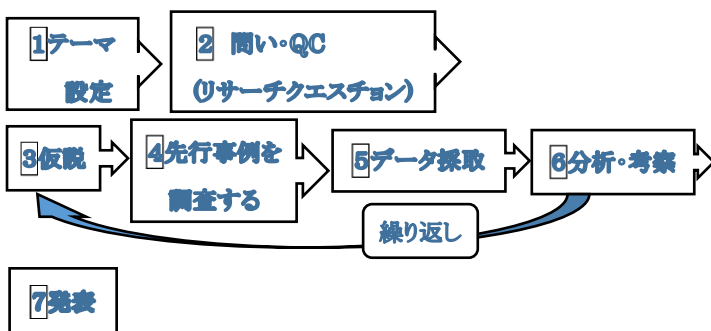 1テーマ
設定
2 問い・QC
(リサーチクエスチョン)
3仮説
4先行事例を
調査する
5データ採取
6分析・考察
繰り返し
7発表